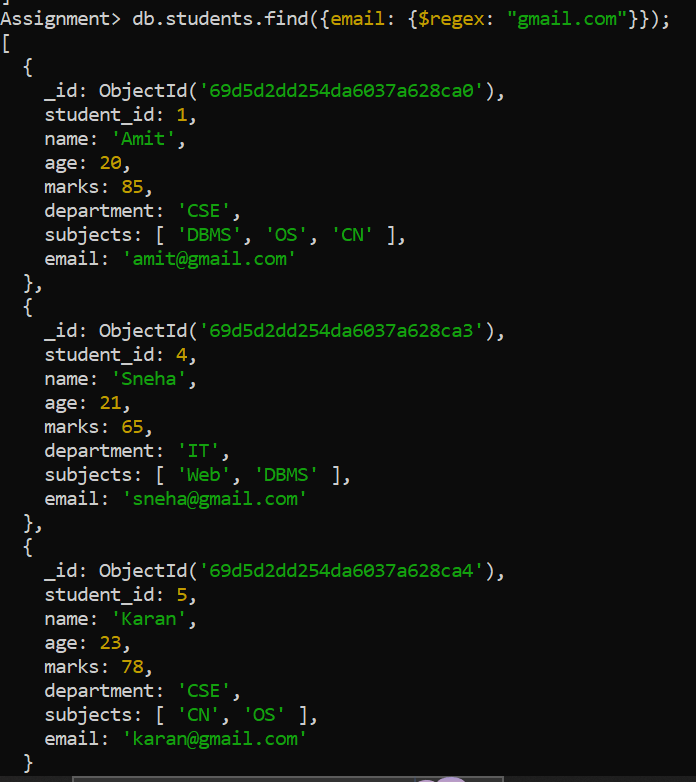 Assignment> db.students.find({email: {$regex: "gmail.com"}});
[
  {
    _id: ObjectId('69d5d2dd254da6037a628ca0'),
    student_id: 1,
    name: 'Amit',
    age: 20,
    marks: 85,
    department: 'CSE',
    subjects: [ 'DBMS', 'OS', 'CN' ],
    email: 'amit@gmail.com'
  },
  {
    _id: ObjectId('69d5d2dd254da6037a628ca3'),
    student_id: 4,
    name: 'Sneha',
    age: 21,
    marks: 65,
    department: 'IT',
    subjects: [ 'Web', 'DBMS' ],
    email: 'sneha@gmail.com'
  },
  {
    _id: ObjectId('69d5d2dd254da6037a628ca4'),
    student_id: 5,
    name: 'Karan',
    age: 23,
    marks: 78,
    department: 'CSE',
    subjects: [ 'CN', 'OS' ],
    email: 'karan@gmail.com'
  }